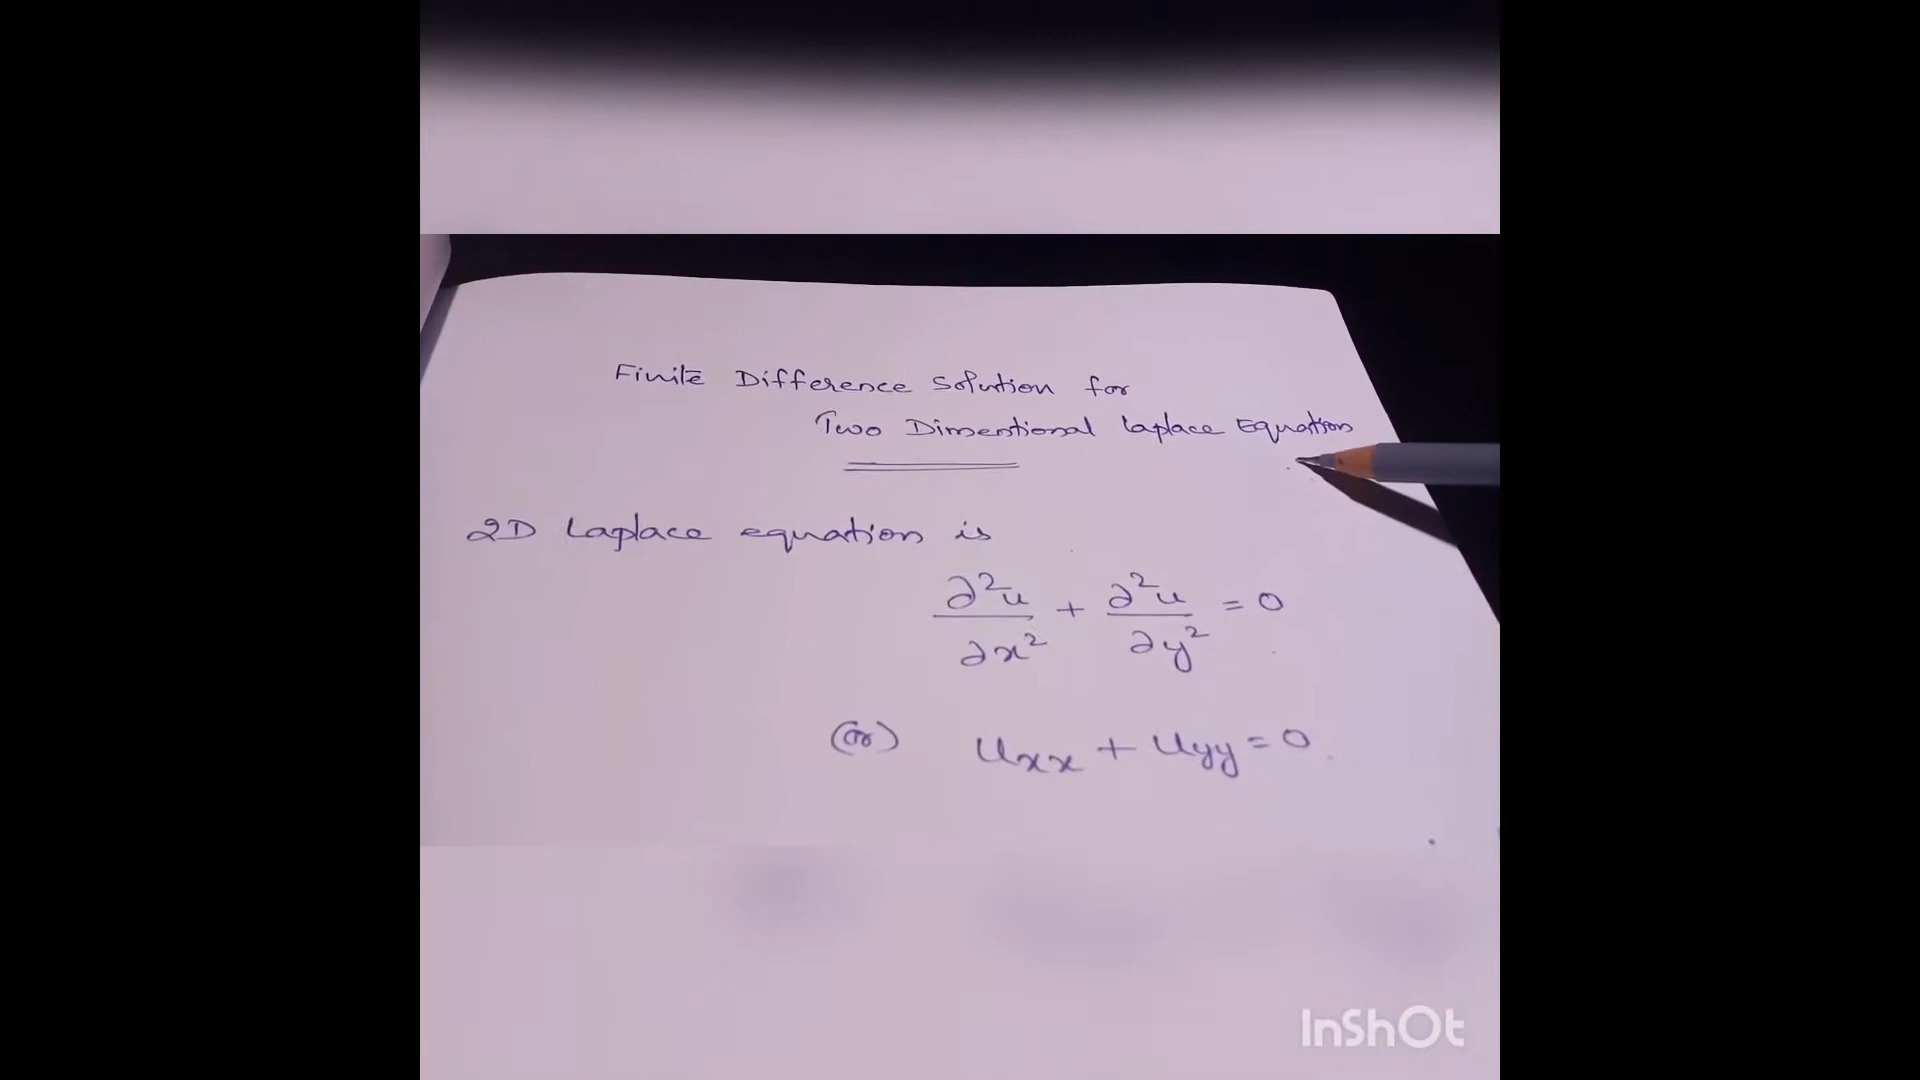 Finite Difference Solution for
Two Dimentional Laplace Equation
2D Laplace equation is
∂²u/∂x² + ∂²u/∂y² = 0
(or) uxx + uyy = 0
InShOt